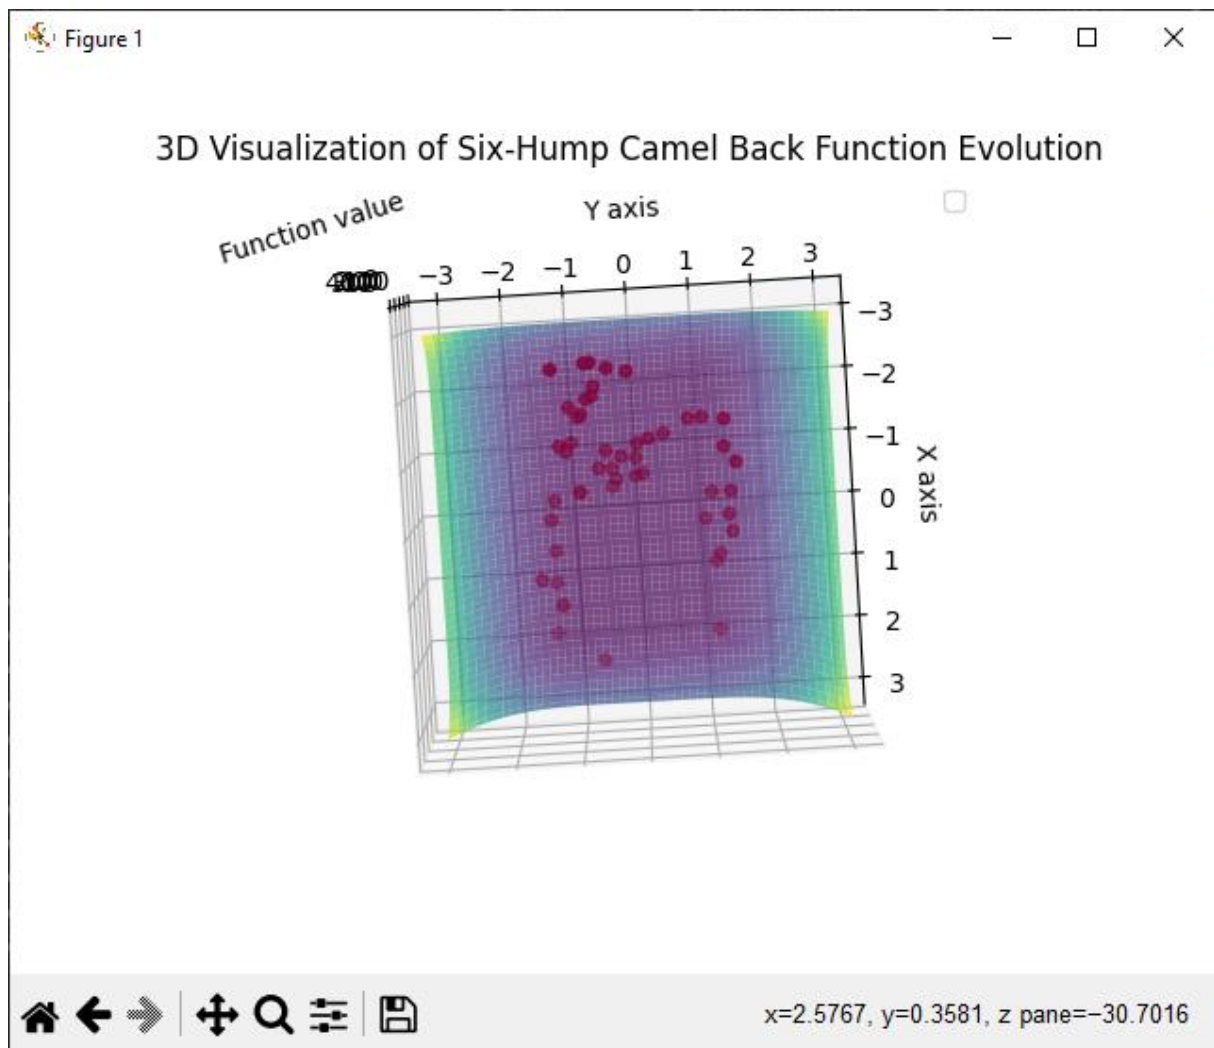 Figure 1
3D Visualization of Six-Hump Camel Back Function Evolution
Function value
Y axis
−3 −2 −1 0 1 2 3
−3
−2
−1
X axis
0
1
2
3
x=2.5767, y=0.3581, z pane=−30.7016